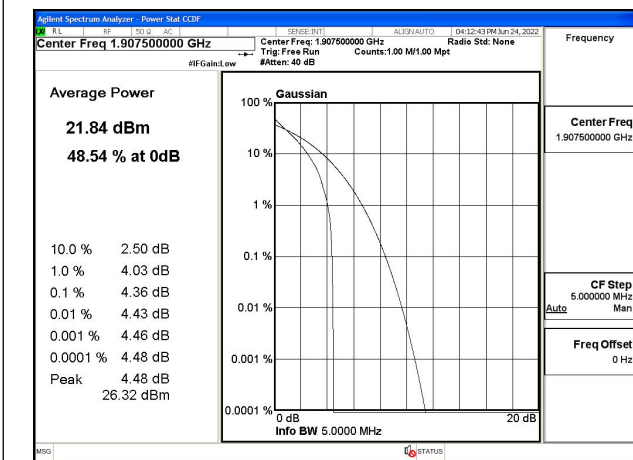 Agilent Spectrum Analyzer - Power Stat CCDF
RL RF 50 Ω AC SENSE:INT ALIGN AUTO 04:12:43 PM Jun 24, 2022
Center Freq 1.907500000 GHz
Center Freq: 1.907500000 GHz Radio Std: None
Trig: Free Run Counts:1.00 M/1.00 Mpt
#IFGain:Low #Atten: 40 dB
Frequency
Average Power
21.84 dBm
48.54 % at 0dB
10.0 % 2.50 dB
1.0 % 4.03 dB
0.1 % 4.36 dB
0.01 % 4.43 dB
0.001 % 4.46 dB
0.0001 % 4.48 dB
Peak 4.48 dB
26.32 dBm
Gaussian
100 %
10 %
1 %
0.1 %
0.01 %
0.001 %
0.0001 %
0 dB 20 dB
Info BW 5.0000 MHz
Center Freq
1.907500000 GHz
CF Step
5.000000 MHz
Auto Man
Freq Offset
0 Hz
MSG STATUS